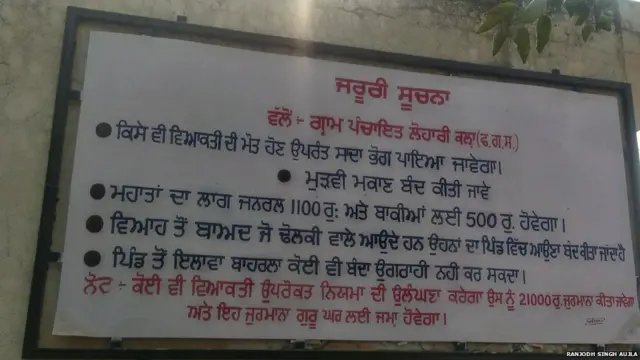 ਜਰੂਰੀ ਸੂਚਨਾ
ਵੱਲੋਂ :- ਗ੍ਰਾਮ ਪੰਚਾਇਤ ਲੋਹਾਰੀ ਕਲਾਂ (ਫ.ਗ.ਸ.)
● ਕਿਸੇ ਵੀ ਵਿਅਕਤੀ ਦੀ ਮੌਤ ਹੋਣ ਉਪਰੰਤ ਸਾਦਾ ਭੋਗ ਪਾਇਆ ਜਾਵੇਗਾ।
● ਮੁੜਵੀ ਮਕਾਣ ਬੰਦ ਕੀਤੀ ਜਾਵੇ
● ਮਹਾਤਾਂ ਦਾ ਲਾਗ ਜਨਰਲ 1100 ਰੁ: ਅਤੇ ਬਾਕੀਆਂ ਲਈ 500 ਰੁ. ਹੋਵੇਗਾ।
● ਵਿਆਹ ਤੋਂ ਬਾਅਦ ਜੋ ਢੋਲਕੀ ਵਾਲੇ ਆਉਂਦੇ ਹਨ ਉਹਨਾਂ ਦਾ ਪਿੰਡ ਵਿੱਚ ਆਉਣਾ ਬੰਦ ਕੀਤਾ ਜਾਂਦਾ ਹੈ
● ਪਿੰਡ ਤੋਂ ਇਲਾਵਾ ਬਾਹਰਲਾ ਕੋਈ ਵੀ ਬੰਦਾ ਉਗਰਾਹੀ ਨਹੀ ਕਰ ਸਕਦਾ।
ਨੋਟ :- ਕੋਈ ਵੀ ਵਿਅਕਤੀ ਉਪਰੋਕਤ ਨਿਯਮਾ ਦੀ ਉਲੰਘਣਾ ਕਰੇਗਾ ਉਸ ਨੂੰ 21000 ਰੁ. ਜੁਰਮਾਨਾ ਕੀਤਾ ਜਾਵੇਗਾ
ਅਤੇ ਇਹ ਜੁਰਮਾਨਾ ਗੁਰੂ ਘਰ ਲਈ ਜਮਾਂ ਹੋਵੇਗਾ।
RANJODH SINGH AUJLA